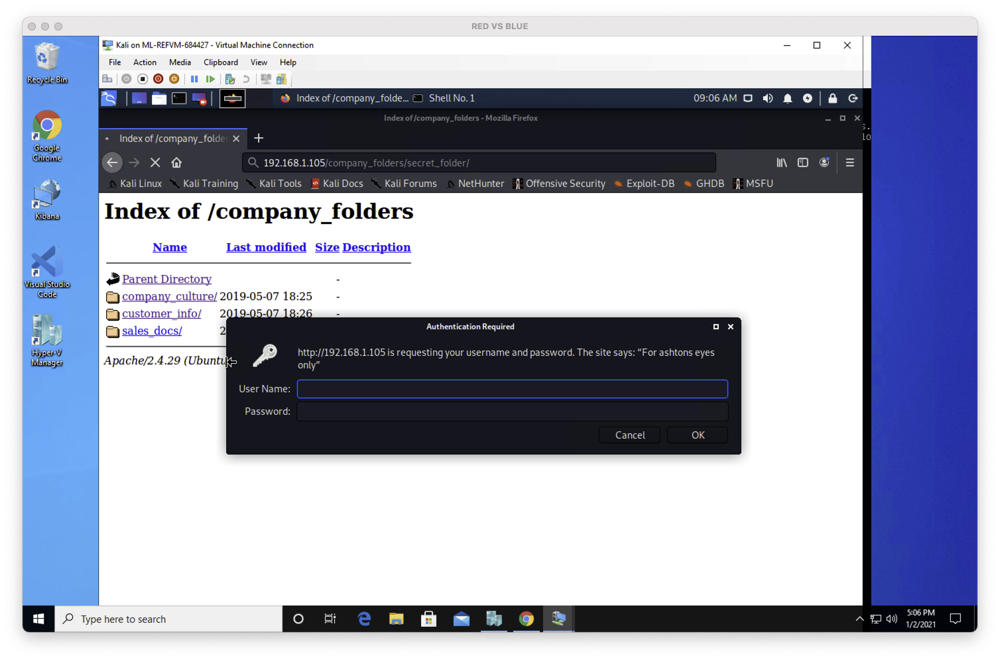 RED VS BLUE
Recycle Bin
Google
Chrome
Kibana
Visual Studio
Code
Hyper-V
Manager
Kali on ML-REFVM-684427 - Virtual Machine Connection
File Action Media Clipboard View Help
Index of /company_folde... Shell No. 1 09:06 AM
Index of /company_folders - Mozilla Firefox
s.
lo
Index of /company_folder
192.168.1.105/company_folders/secret_folder/
Kali Linux Kali Training Kali Tools Kali Docs Kali Forums NetHunter Offensive Security Exploit-DB GHDB MSFU
Index of /company_folders
Name Last modified Size Description
Parent Directory -
company_culture/ 2019-05-07 18:25 -
customer_info/ 2019-05-07 18:26 -
sales_docs/ 2
Apache/2.4.29 (Ubuntu
Authentication Required
http://192.168.1.105 is requesting your username and password. The site says: “For ashtons eyes
only”
User Name:
Password:
Cancel OK
Type here to search
5:06 PM
1/2/2021